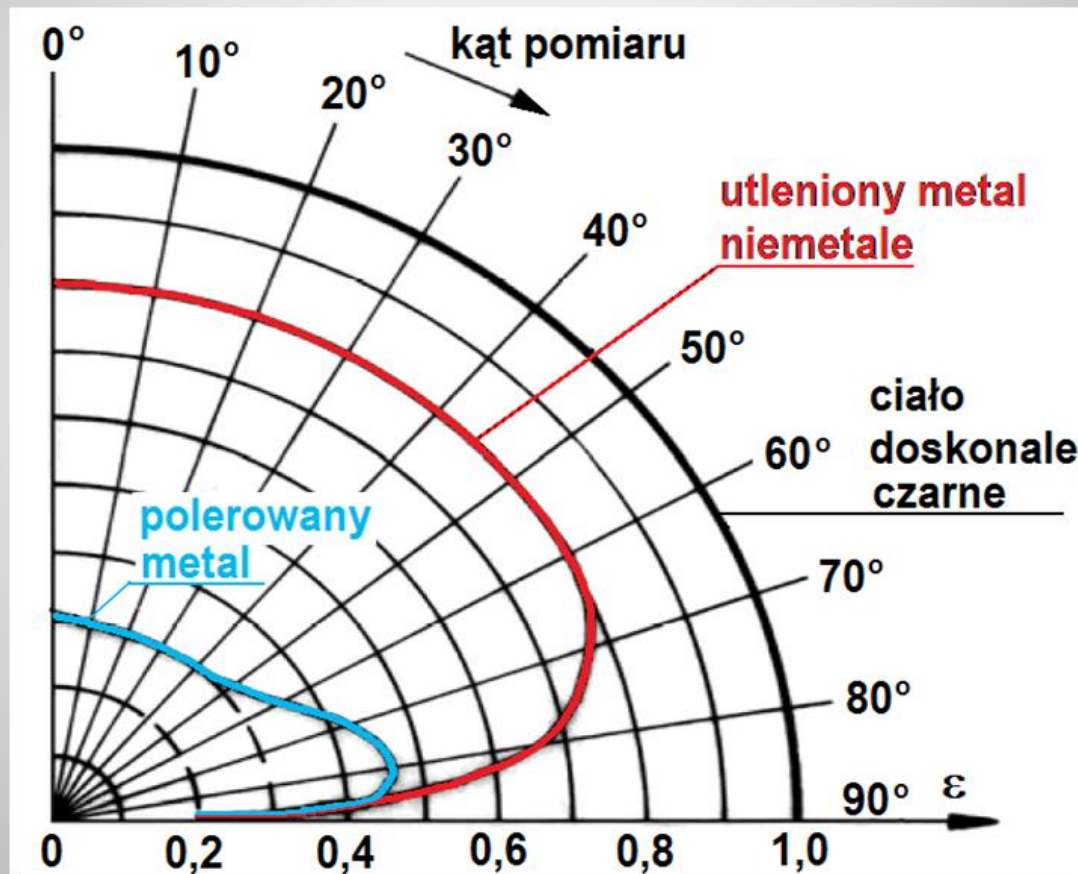 0°
10°
20°
30°
40°
50°
60°
70°
80°
90°
kąt pomiaru
utleniony metal
niemetale
ciało
doskonale
czarne
polerowany
metal
ε
0
0,2
0,4
0,6
0,8
1,0